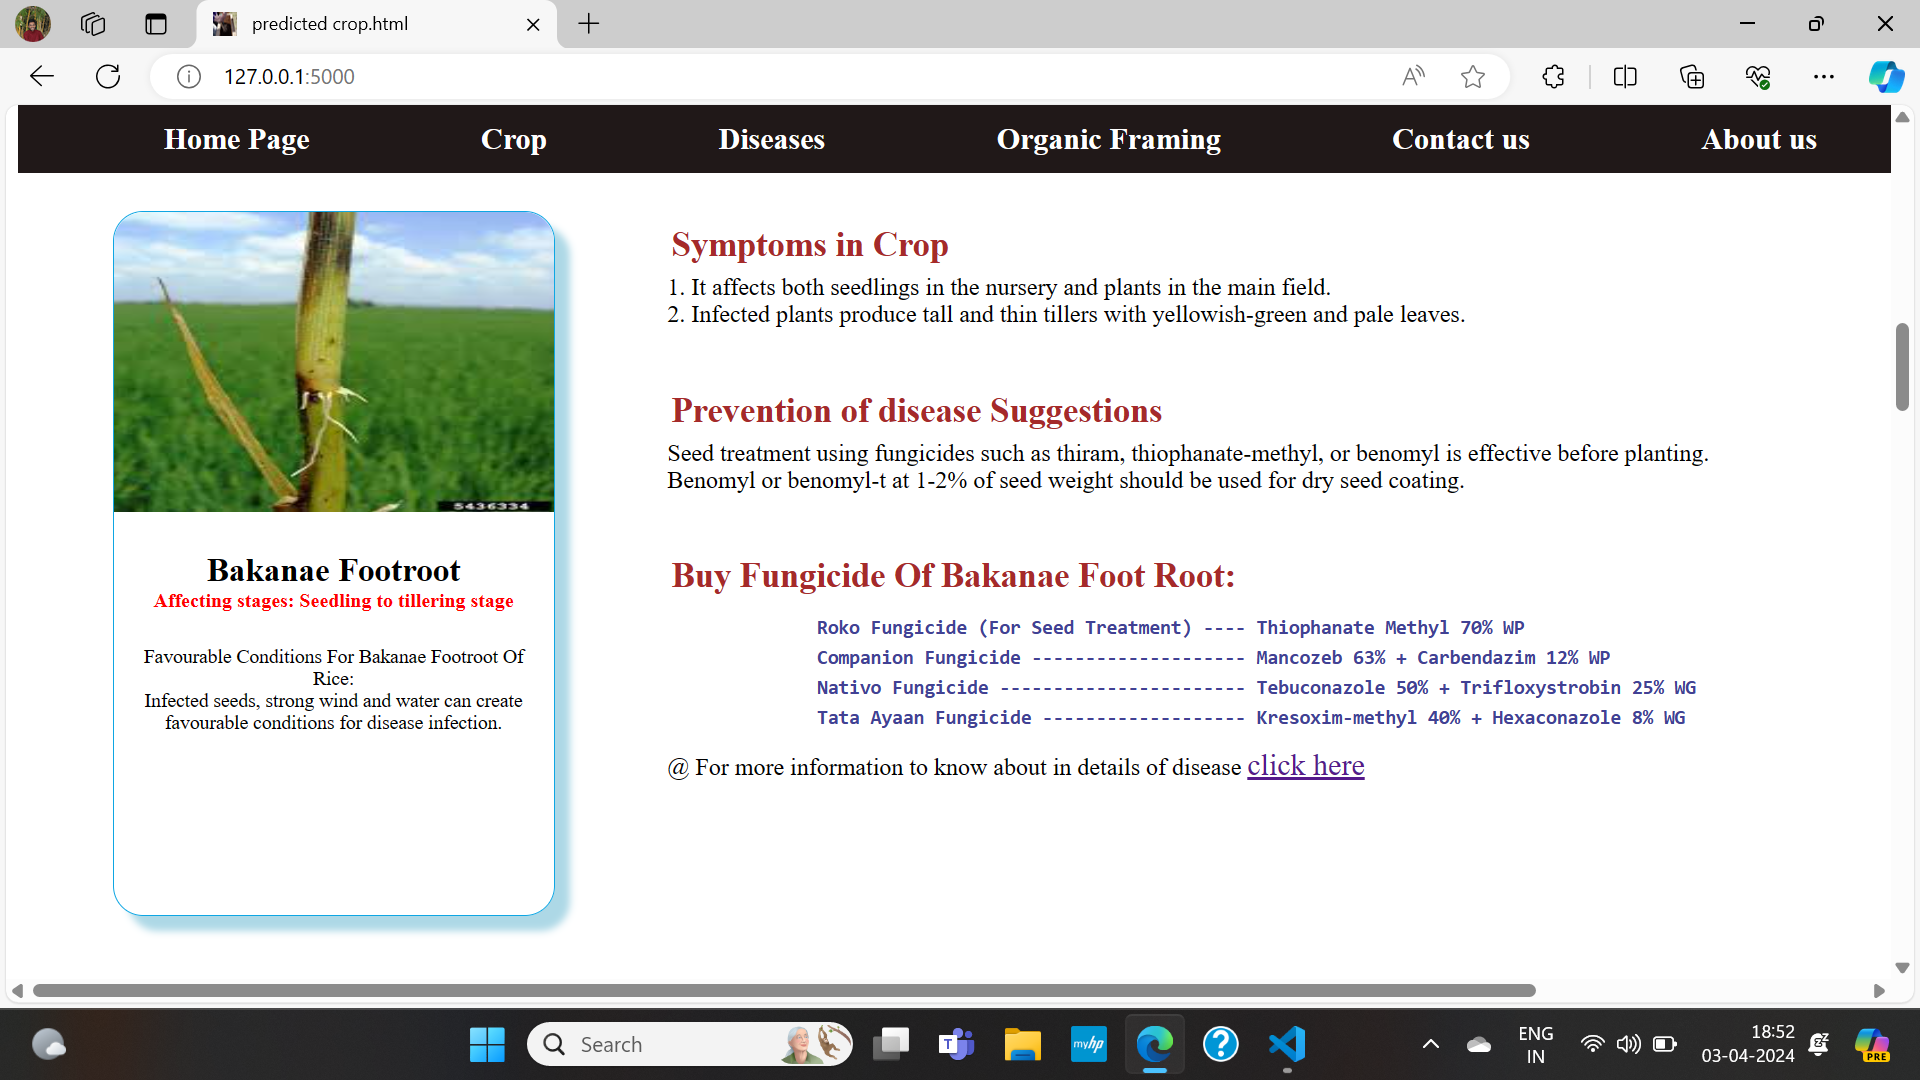 predicted crop.html
127.0.0.1:5000
Home Page Crop Diseases Organic Framing Contact us About us
5436334
Bakanae Footroot
Affecting stages: Seedling to tillering stage
Favourable Conditions For Bakanae Footroot Of
Rice:
Infected seeds, strong wind and water can create
favourable conditions for disease infection.
Symptoms in Crop
1. It affects both seedlings in the nursery and plants in the main field.
2. Infected plants produce tall and thin tillers with yellowish-green and pale leaves.
Prevention of disease Suggestions
Seed treatment using fungicides such as thiram, thiophanate-methyl, or benomyl is effective before planting.
Benomyl or benomyl-t at 1-2% of seed weight should be used for dry seed coating.
Buy Fungicide Of Bakanae Foot Root:
Roko Fungicide (For Seed Treatment) ---- Thiophanate Methyl 70% WP
Companion Fungicide -------------------- Mancozeb 63% + Carbendazim 12% WP
Nativo Fungicide ----------------------- Tebuconazole 50% + Trifloxystrobin 25% WG
Tata Ayaan Fungicide ------------------- Kresoxim-methyl 40% + Hexaconazole 8% WG
@ For more information to know about in details of disease click here
Search
T
myhp
ENG
IN
18:52
03-04-2024
PRE